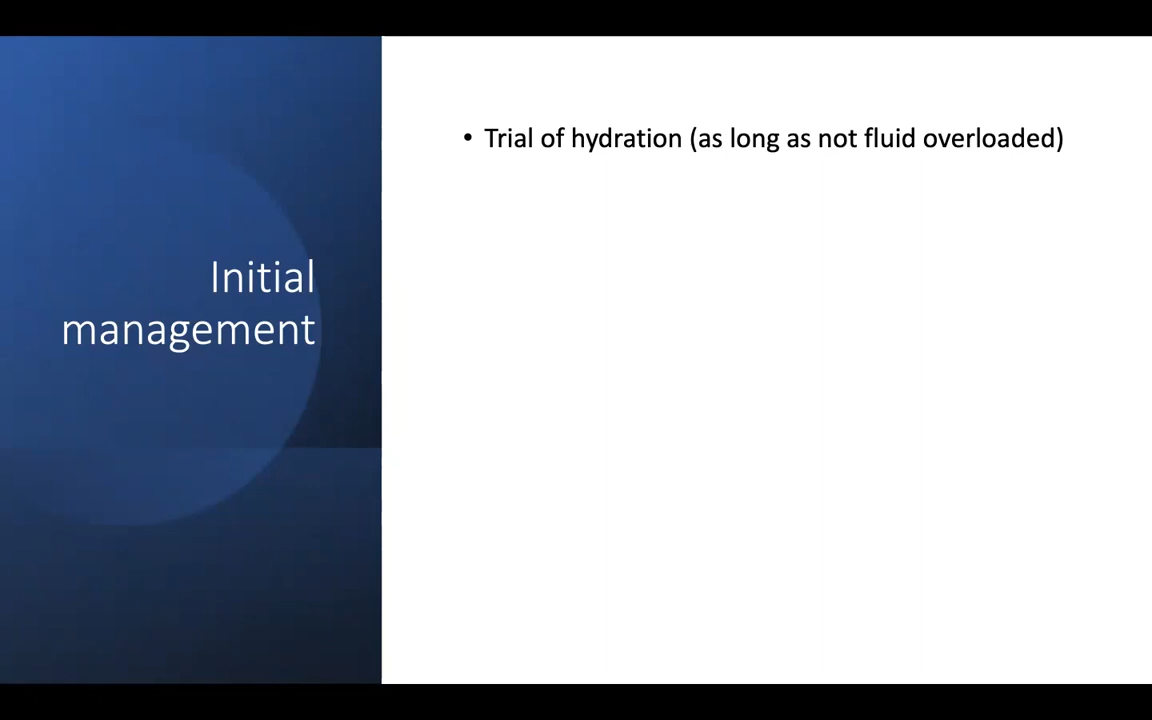 Initial
management
• Trial of hydration (as long as not fluid overloaded)